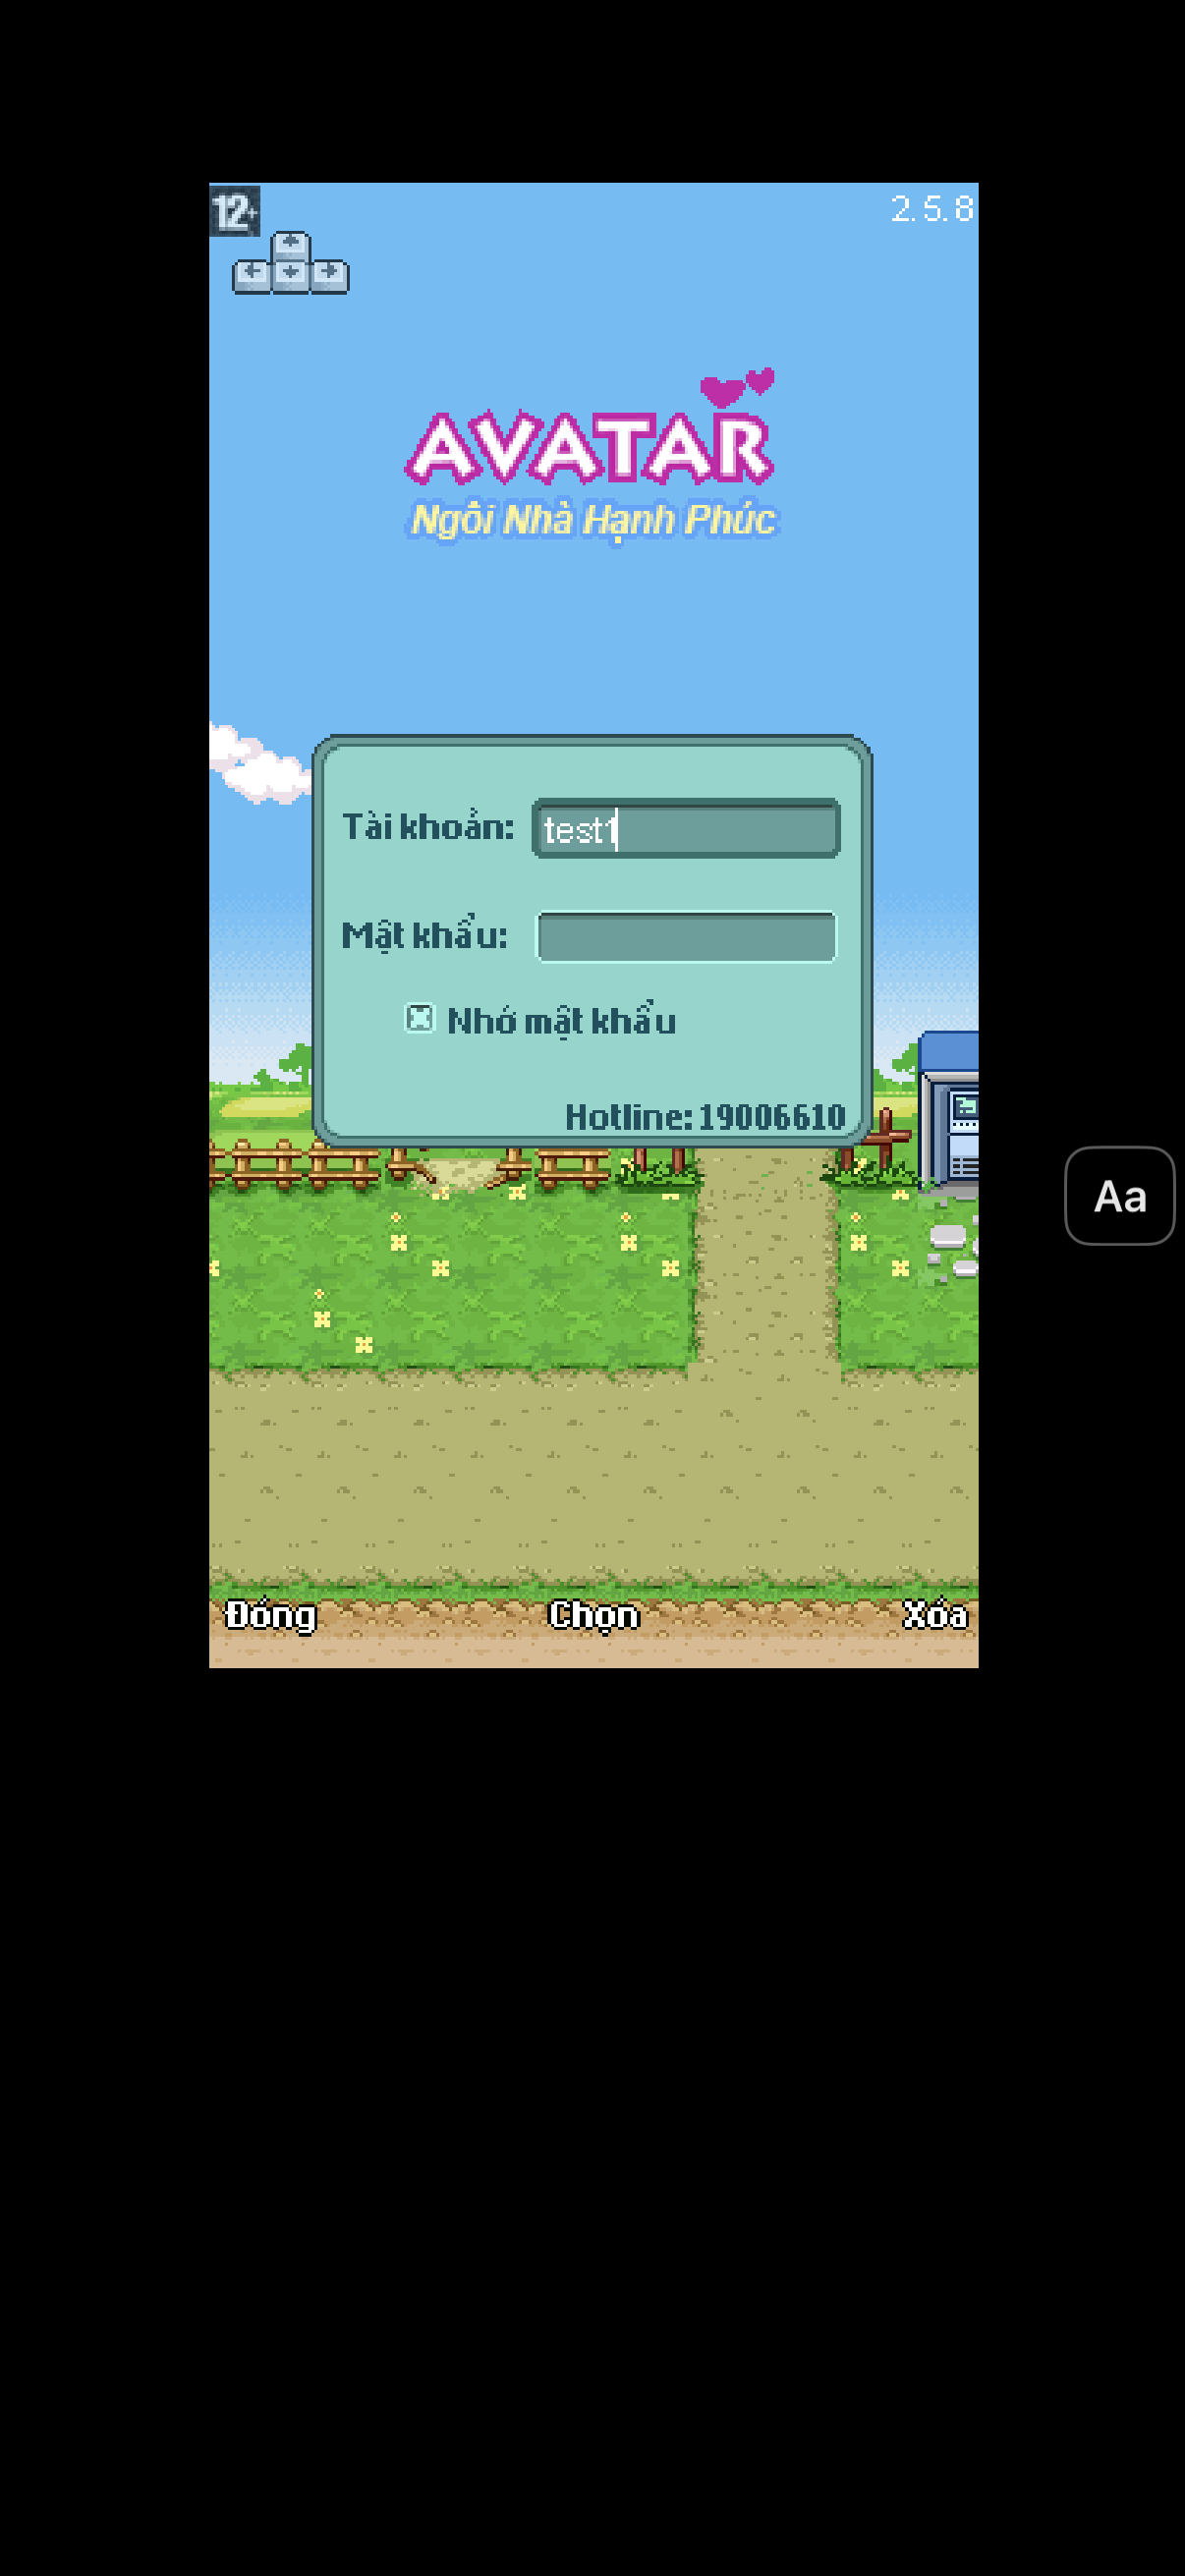 12+
2.5.8
AVATAR
Ngôi Nhà Hạnh Phúc
Tài khoản: test1
Mật khẩu:
Nhớ mật khẩu
Hotline: 19006610
Aa
Đóng Chọn Xóa